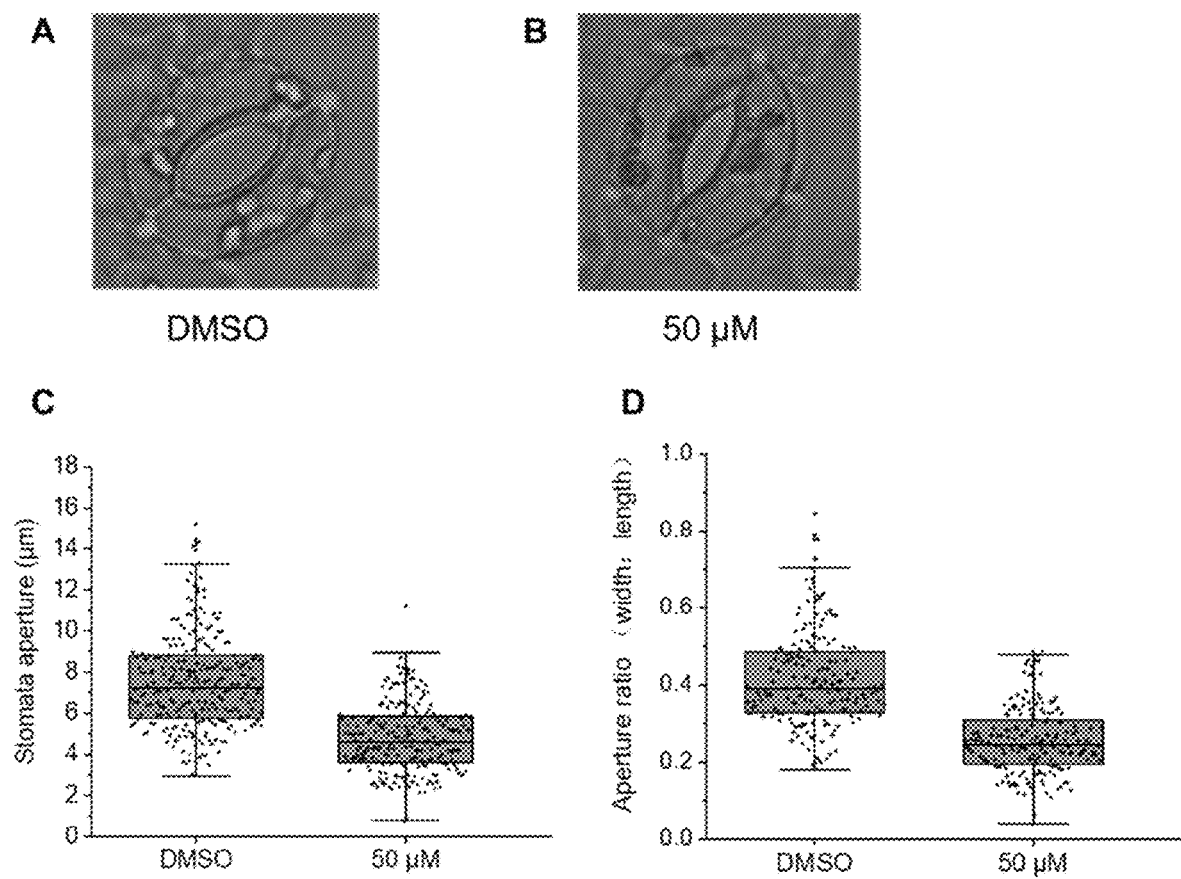 A
B
DMSO
50 µM
C
D
Stomata aperture (µm)
18
16
14
12
10
8
6
4
2
0
DMSO
50 µM
Aperture ratio （width：length）
1.0
0.8
0.6
0.4
0.2
0.0
DMSO
50 µM